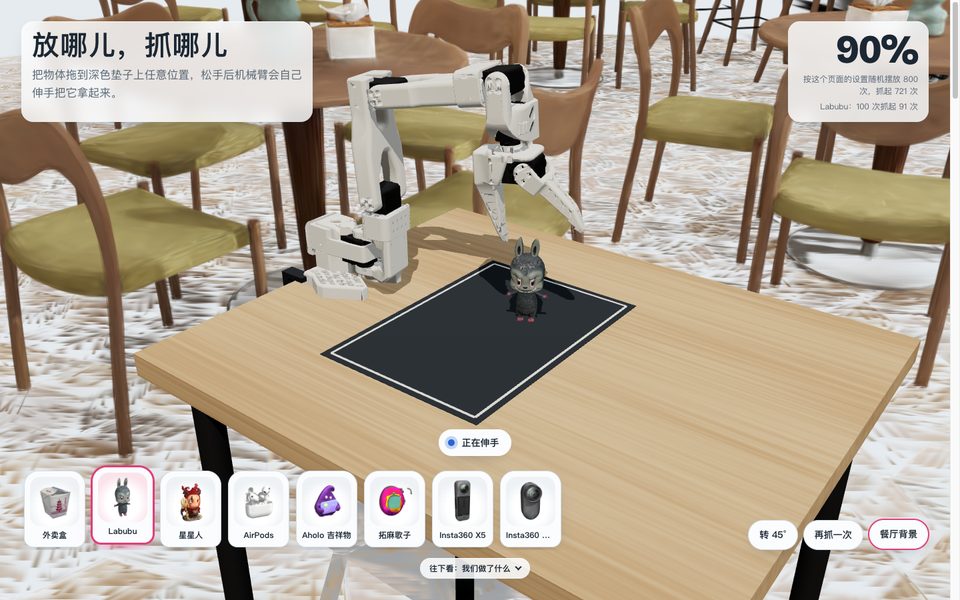 放哪儿，抓哪儿
把物体拖到深色垫子上任意位置，松手后机械臂会自己
伸手把它拿起来。
90%
按这个页面的设置随机摆放 800
次，抓起 721 次
Labubu：100 次抓起 91 次
正在伸手
外卖盒
Labubu
星星人
AirPods
Aholo 吉祥物
拓麻歌子
Insta360 X5
Insta360 ...
转 45°
再抓一次
餐厅背景
往下看：我们做了什么